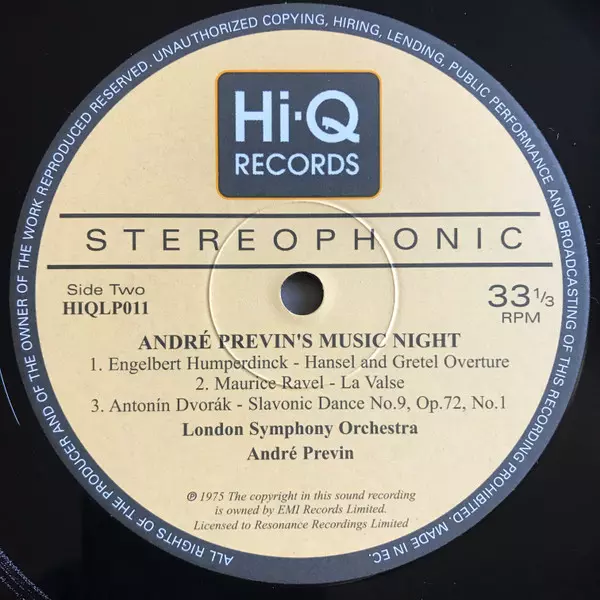 ALL RIGHTS OF THE PRODUCER AND OF THE OWNER OF THE WORK REPRODUCED RESERVED. UNAUTHORIZED COPYING, HIRING, LENDING, PUBLIC PERFORMANCE AND BROADCASTING OF THIS RECORDING PROHIBITED. MADE IN EC.
Hi·Q
RECORDS
STEREOPHONIC
Side Two
HIQLP011
33 1/3
RPM
ANDRÉ PREVIN'S MUSIC NIGHT
1. Engelbert Humperdinck - Hansel and Gretel Overture
2. Maurice Ravel - La Valse
3. Antonín Dvorák - Slavonic Dance No.9, Op.72, No.1
London Symphony Orchestra
André Previn
℗ 1975 The copyright in this sound recording
is owned by EMI Records Limited.
Licensed to Resonance Recordings Limited